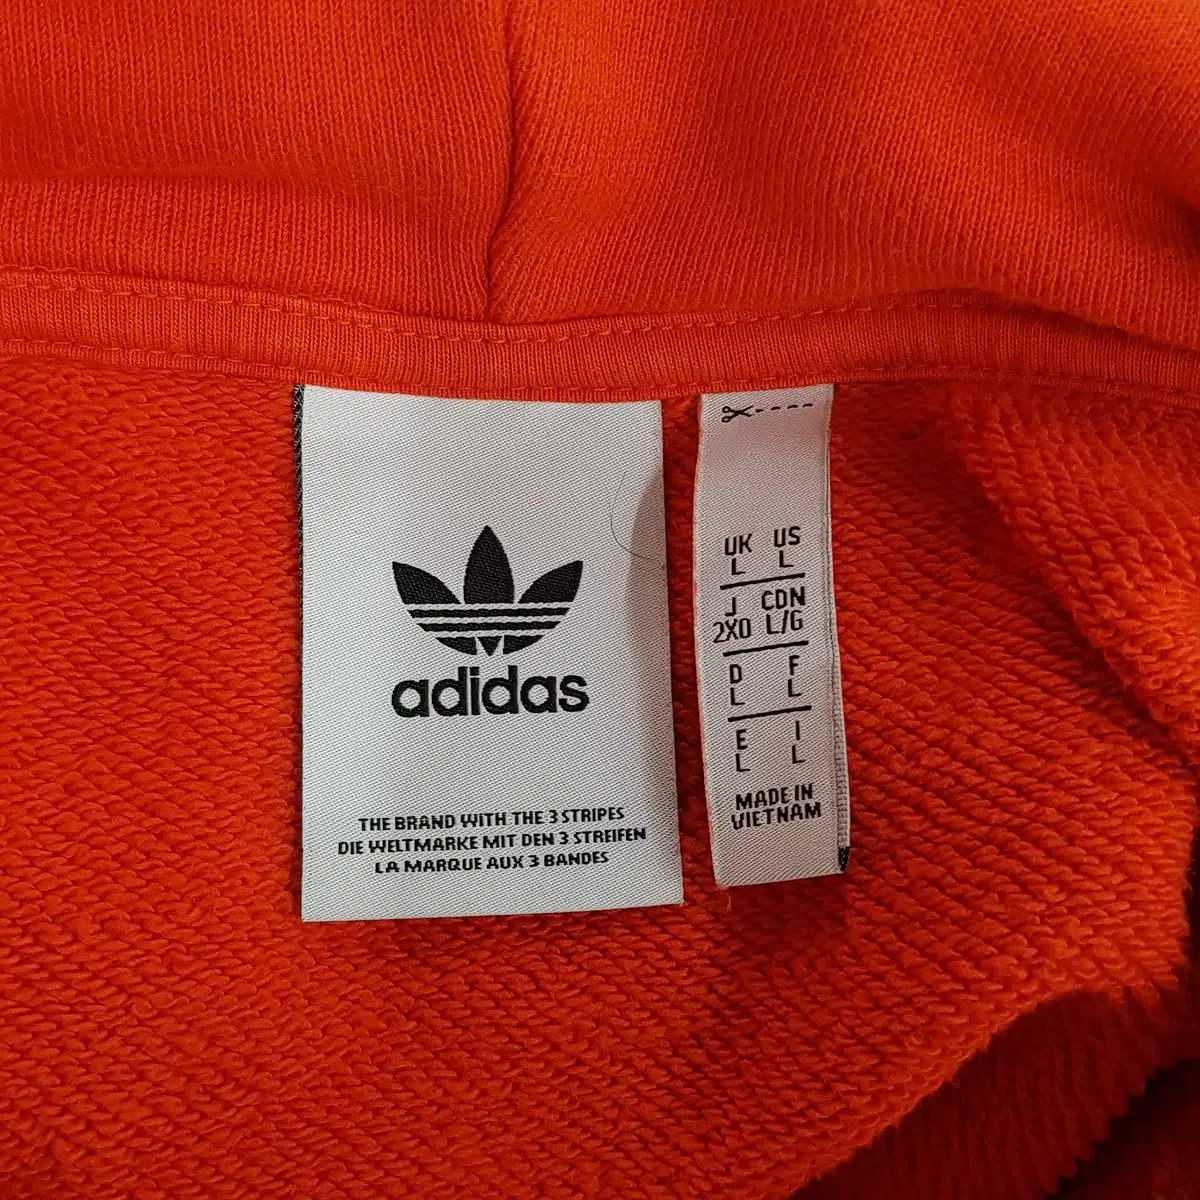 adidas
THE BRAND WITH THE 3 STRIPES
DIE WELTMARKE MIT DEN 3 STREIFEN
LA MARQUE AUX 3 BANDES
UK US
L L
J CDN
2XO L/G
D F
L L
E I
L L
MADE IN
VIETNAM